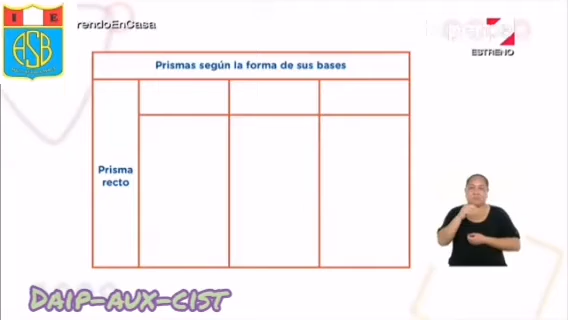 I E
ASB
rendoEnCasa
ESTRENO
Prismas según la forma de sus bases
Prisma
recto
DAIP-AUX-CIST